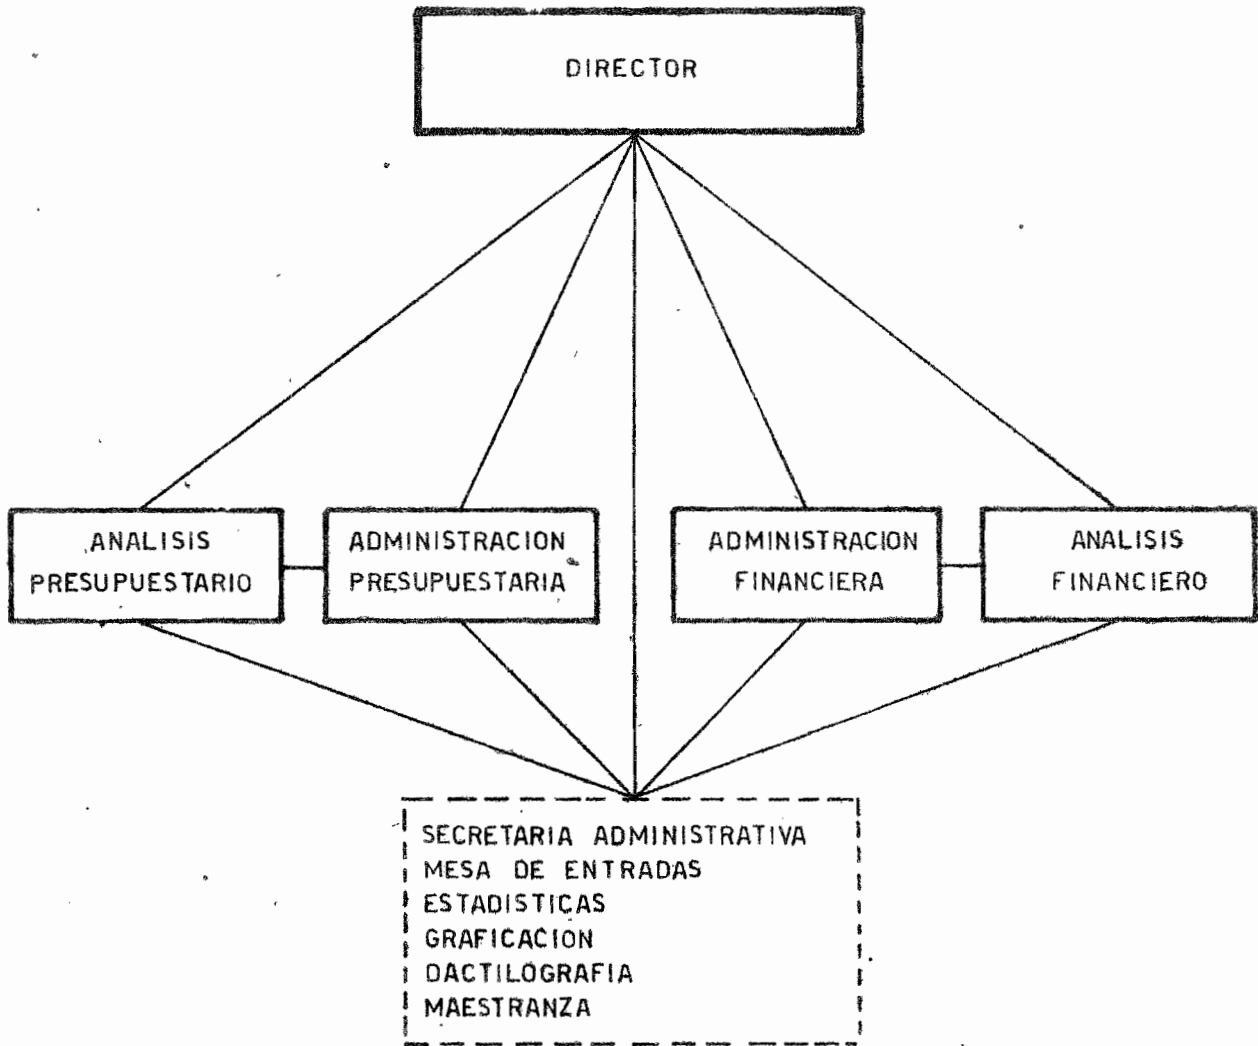 DIRECTOR
ANALISIS
PRESUPUESTARIO
ADMINISTRACION
PRESUPUESTARIA
ADMINISTRACION
FINANCIERA
ANALISIS
FINANCIERO
SECRETARIA ADMINISTRATIVA
MESA DE ENTRADAS
ESTADISTICAS
GRAFICACION
DACTILOGRAFIA
MAESTRANZA